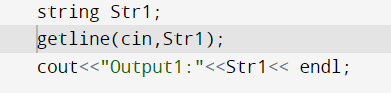 string Str1;
getline(cin,Str1);
cout<<"Output1:"<<Str1<< endl;